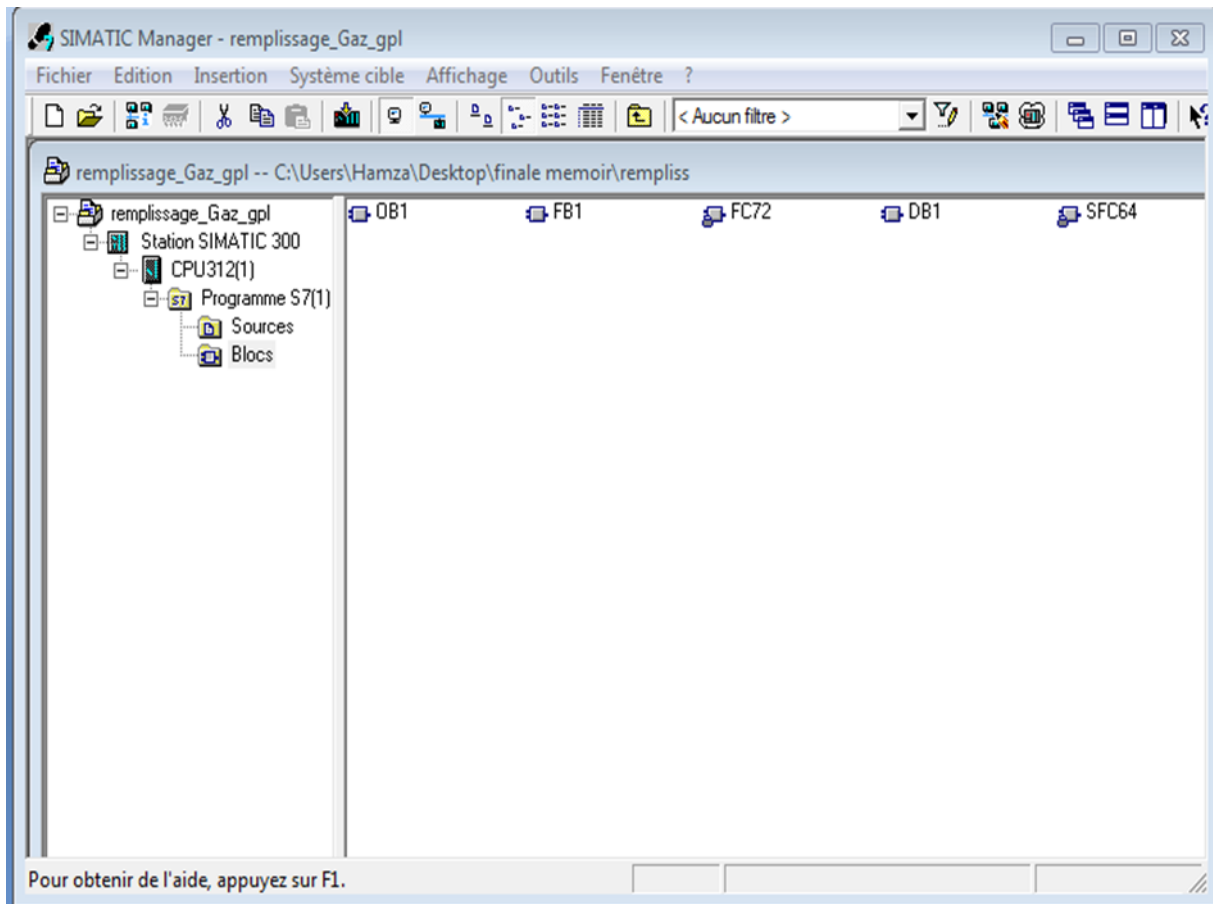 SIMATIC Manager - remplissage_Gaz_gpl
Fichier Edition Insertion Système cible Affichage Outils Fenêtre ?
< Aucun filtre >
remplissage_Gaz_gpl -- C:\Users\Hamza\Desktop\finale memoir\rempliss
remplissage_Gaz_gpl
Station SIMATIC 300
CPU312(1)
Programme S7(1)
Sources
Blocs
OB1 FB1 FC72 DB1 SFC64
Pour obtenir de l'aide, appuyez sur F1.